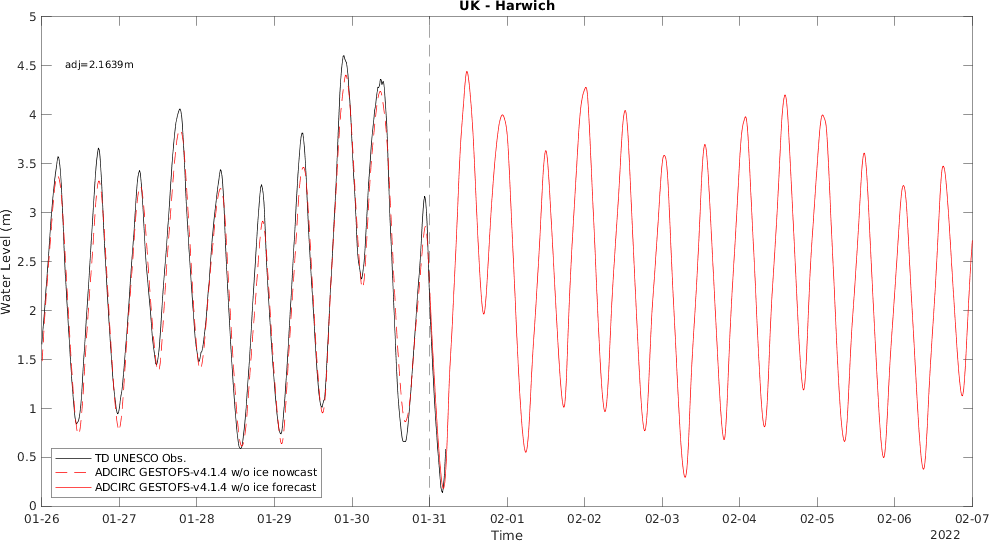 UK - Harwich
5
4.5
4
3.5
3
2.5
2
1.5
1
0.5
0
Water Level (m)
adj=2.1639m
TD UNESCO Obs.
ADCIRC GESTOFS-v4.1.4 w/o ice nowcast
ADCIRC GESTOFS-v4.1.4 w/o ice forecast
01-26 01-27 01-28 01-29 01-30 01-31 02-01 02-02 02-03 02-04 02-05 02-06 02-07
Time
2022